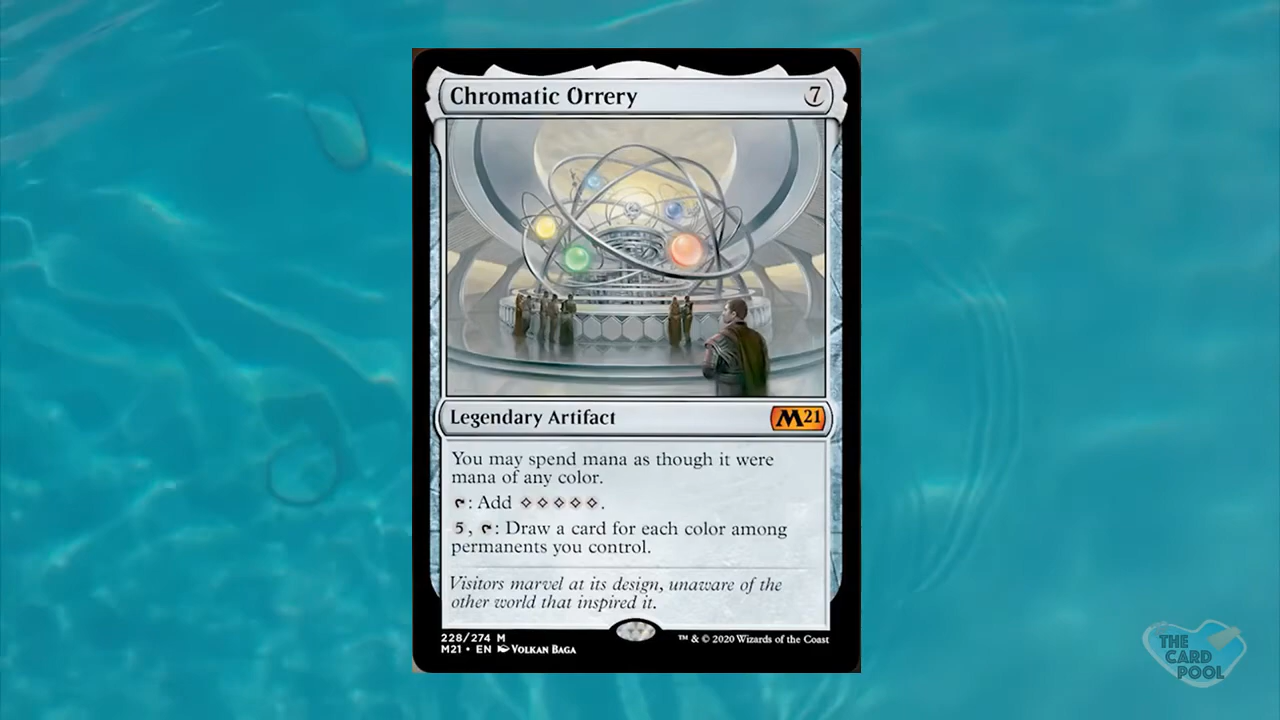 Chromatic Orrery 7
Legendary Artifact M21
You may spend mana as though it were
mana of any color.
: Add ◇◇◇◇◇.
5, : Draw a card for each color among
permanents you control.
Visitors marvel at its design, unaware of the
other world that inspired it.
228/274 M
M21 • EN VOLKAN BAGA
™ & © 2020 Wizards of the Coast
THE
CARD
POOL